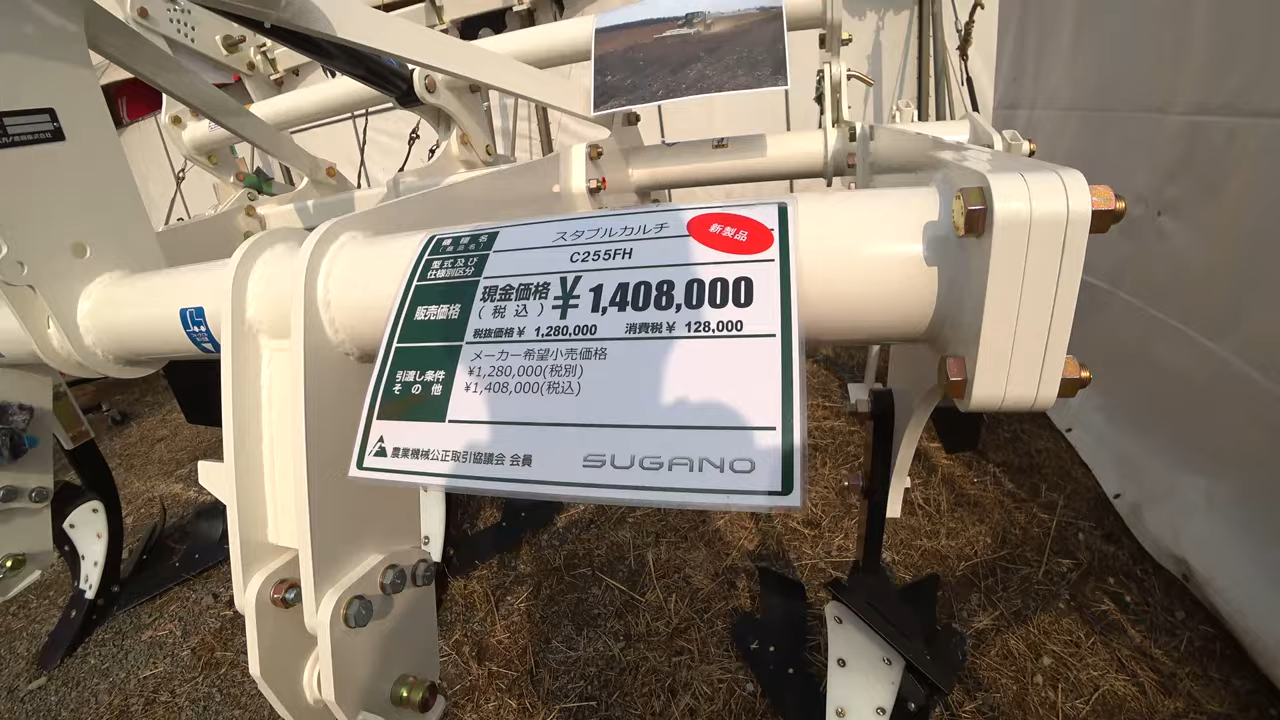 機種名
(商品名)
スタブルカルチ
新製品
型式及び
仕様別区分
C255FH
販売価格
現金価格
(税込)
¥1,408,000
税抜価格¥ 1,280,000 消費税¥ 128,000
引渡し条件
その他
メーカー希望小売価格
¥1,280,000(税別)
¥1,408,000(税込)
農業機械公正取引協議会 会員
SUGANO